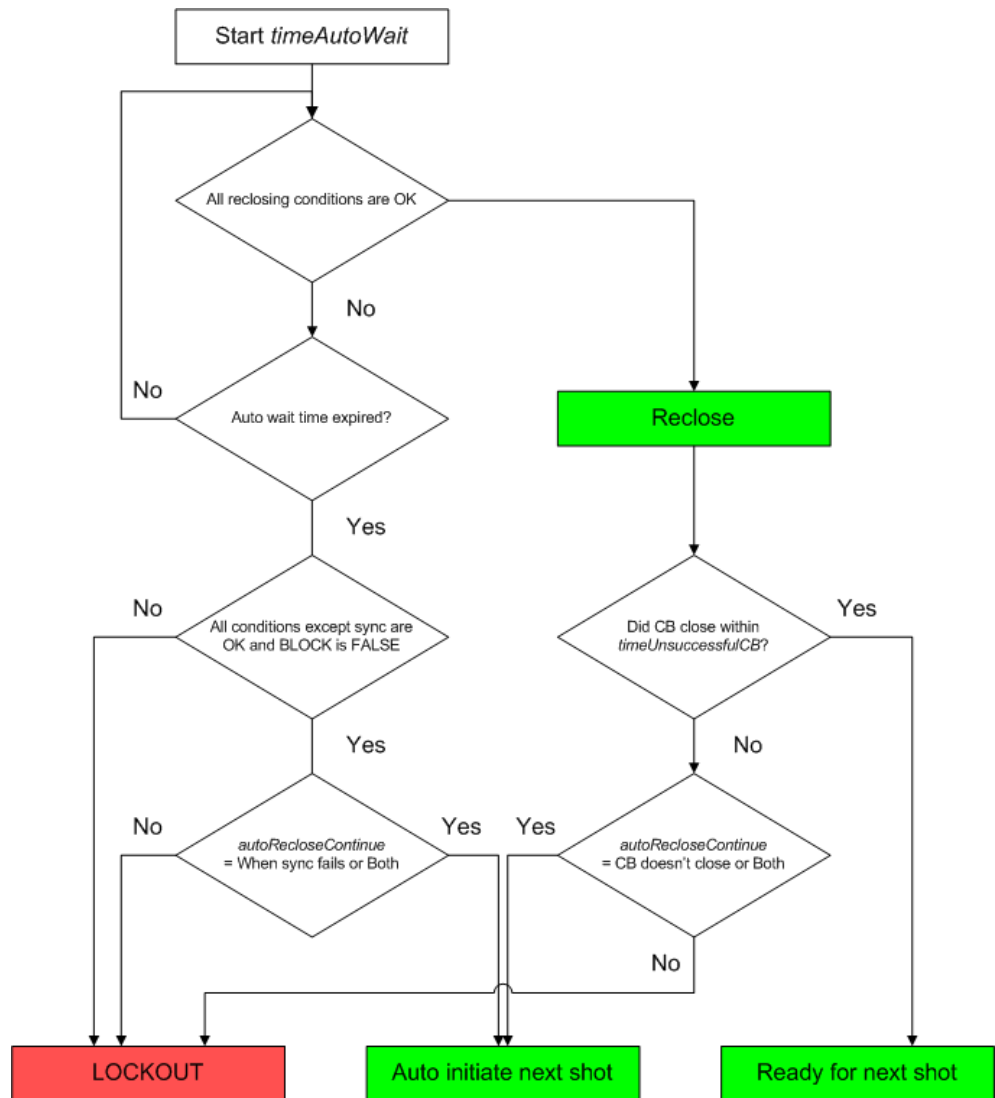 Start timeAutoWait
All reclosing conditions are OK
No
No
Auto wait time expired?
Reclose
Yes
No
All conditions except sync are
OK and BLOCK is FALSE
Did CB close within
timeUnsuccessfulCB?
Yes
Yes
No
No
autoRecloseContinue
= When sync fails or Both
Yes
Yes
autoRecloseContinue
= CB doesn't close or Both
No
LOCKOUT
Auto initiate next shot
Ready for next shot